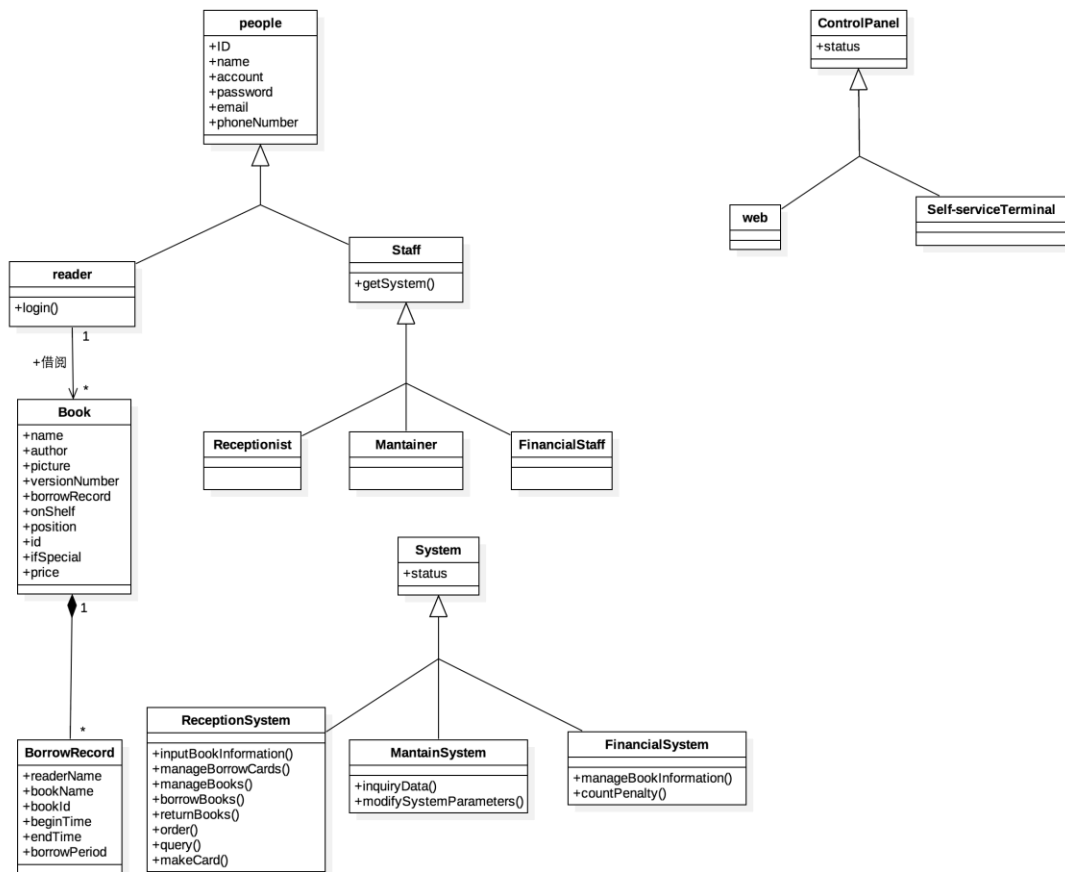 people
+ID
+name
+account
+password
+email
+phoneNumber
ControlPanel
+status
web
Self-serviceTerminal
reader
+login()
Staff
+getSystem()
1
+借阅
*
Book
+name
+author
+picture
+versionNumber
+borrowRecord
+onShelf
+position
+id
+ifSpecial
+price
Receptionist
Mantainer
FinancialStaff
System
+status
1
*
BorrowRecord
+readerName
+bookName
+bookId
+beginTime
+endTime
+borrowPeriod
ReceptionSystem
+inputBookInformation()
+manageBorrowCards()
+manageBooks()
+borrowBooks()
+returnBooks()
+order()
+query()
+makeCard()
MantainSystem
+inquiryData()
+modifySystemParameters()
FinancialSystem
+manageBookInformation()
+countPenalty()